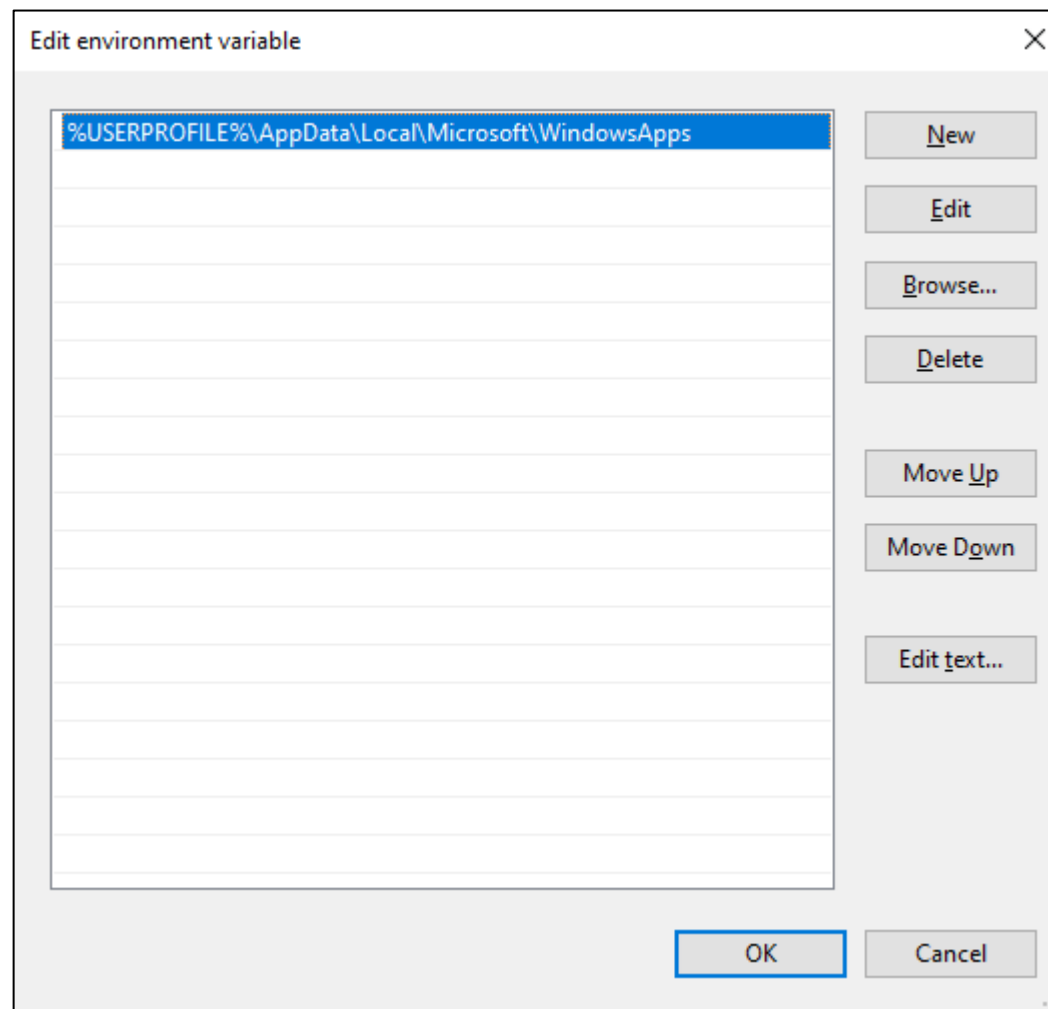 Edit environment variable
%USERPROFILE%\AppData\Local\Microsoft\WindowsApps
New
Edit
Browse...
Delete
Move Up
Move Down
Edit text...
OK
Cancel